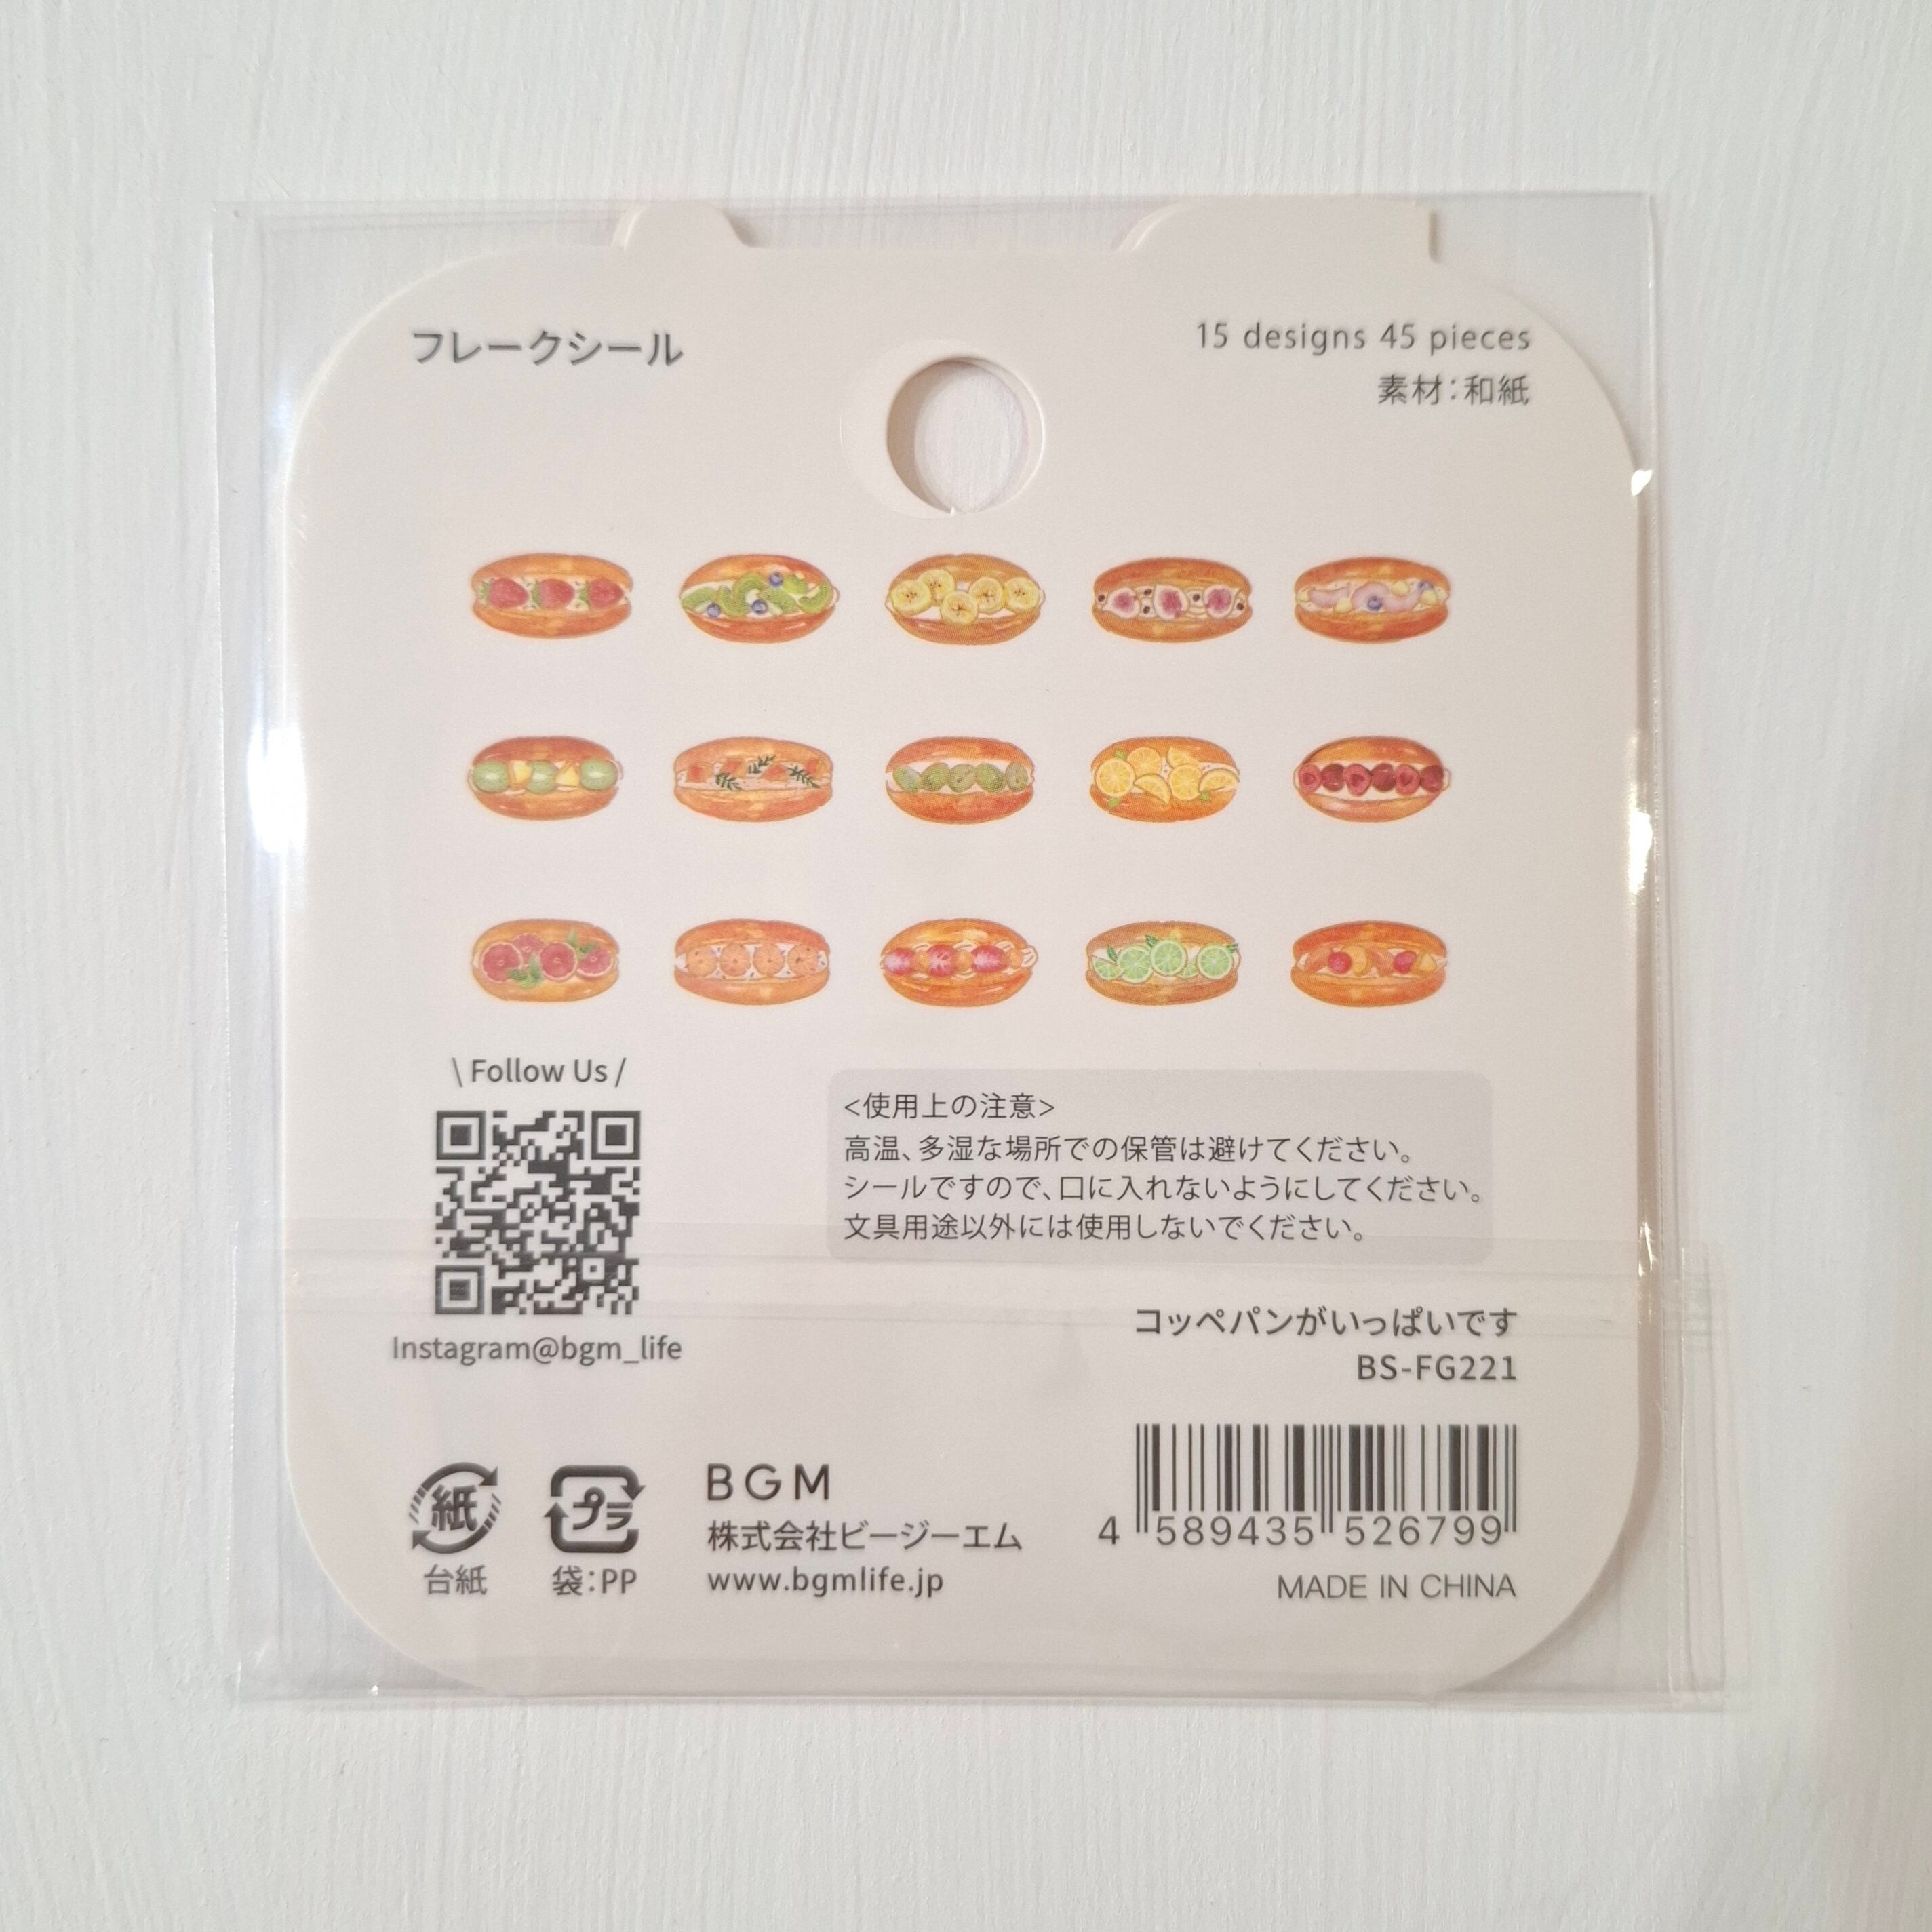 フレークシール
15 designs 45 pieces
素材：和紙
\ Follow Us /
Instagram@bgm_life
<使用上の注意>
高温、多湿な場所での保管は避けてください。
シールですので、口に入れないようにしてください。
文具用途以外には使用しないでください。
コッペパンがいっぱいです
BS-FG221
4 589435 526799
MADE IN CHINA
紙
台紙
プラ
袋：PP
BGM
株式会社ビージーエム
www.bgmlife.jp